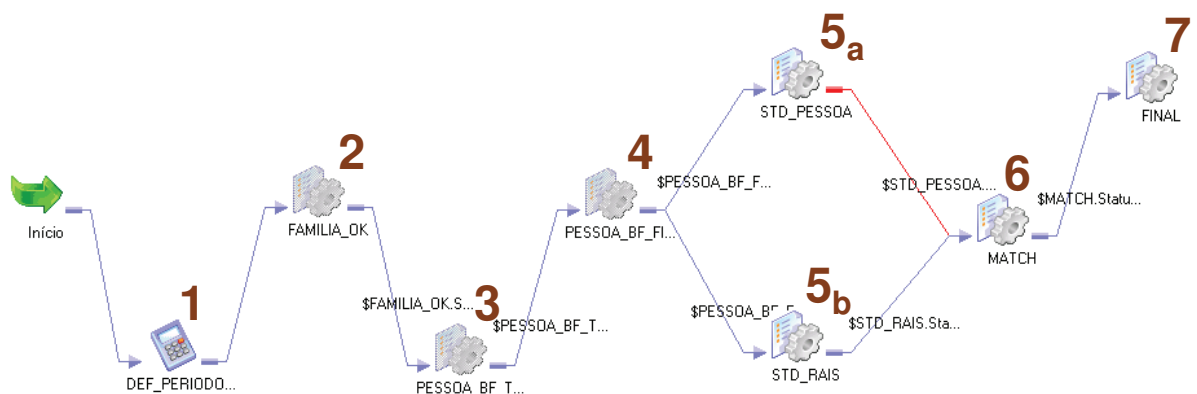 Início
1
DEF_PERIODO...
2
FAMILIA_OK
$FAMILIA_OK.S...
3
PESSOA_BF_T...
$PESSOA_BF_T...
4
PESSOA_BF_FI...
$PESSOA_BF_F...
$PESSOA_BF_F...
5a
STD_PESSOA
$STD_PESSOA....
5b
STD_RAIS
$STD_RAIS.Sta...
6
MATCH
$MATCH.Statu...
7
FINAL